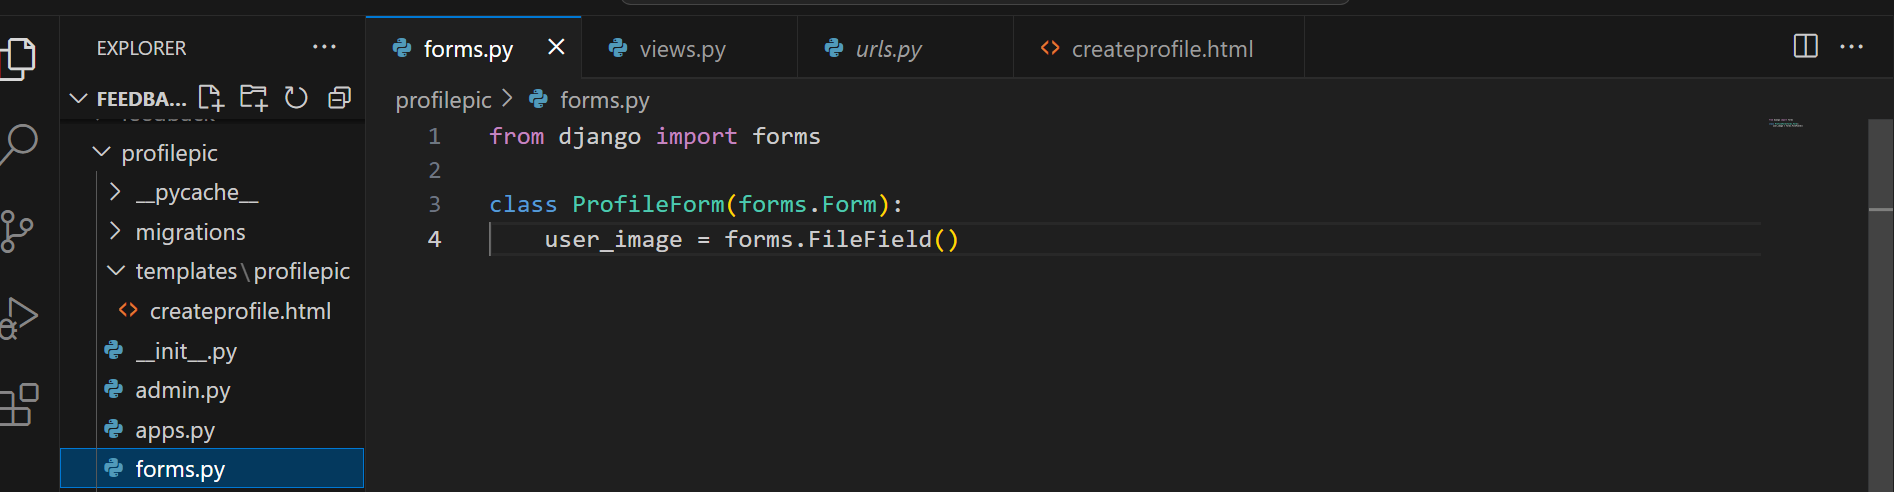 EXPLORER
FEEDBA...
feedback
profilepic
__pycache__
migrations
templates\profilepic
createprofile.html
__init__.py
admin.py
apps.py
forms.py
forms.py views.py urls.py createprofile.html
profilepic > forms.py
1 from django import forms
2
3 class ProfileForm(forms.Form):
4     user_image = forms.FileField()